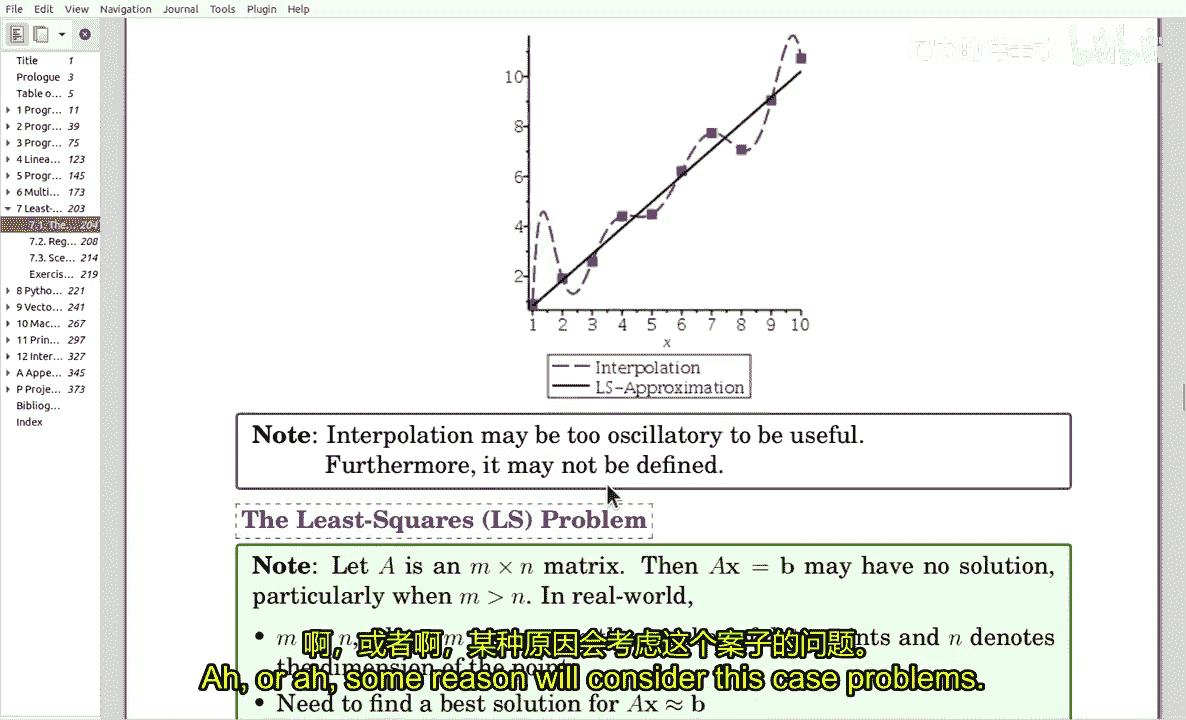 File Edit View Navigation Journal Tools Plugin Help
Title 1
Prologue 3
Table o... 5
1 Progr... 11
2 Progr... 39
3 Progr... 75
4 Linea... 123
5 Progr... 145
6 Multi... 173
7 Least-... 203
7.2. Reg... 208
7.3. Sce... 214
Exercis... 219
8 Pytho... 221
9 Vecto... 241
10 Mac... 267
11 Prin... 297
12 Inter... 327
A Appe... 345
P Proje... 373
Bibliog...
Index
10
8
6
4
2
1 2 3 4 5 6 7 8 9 10
x
Interpolation
LS-Approximation
Note: Interpolation may be too oscillatory to be useful.
Furthermore, it may not be defined.
The Least-Squares (LS) Problem
Note: Let A is an m × n matrix. Then Ax = b may have no solution,
particularly when m > n. In real-world,
• m n, m nts and n denotes
the dimension of the point
• Need to find a best solution for Ax ≈ b
啊，或者啊，某种原因会考虑这个案子的问题。
Ah, or ah, some reason will consider this case problems.